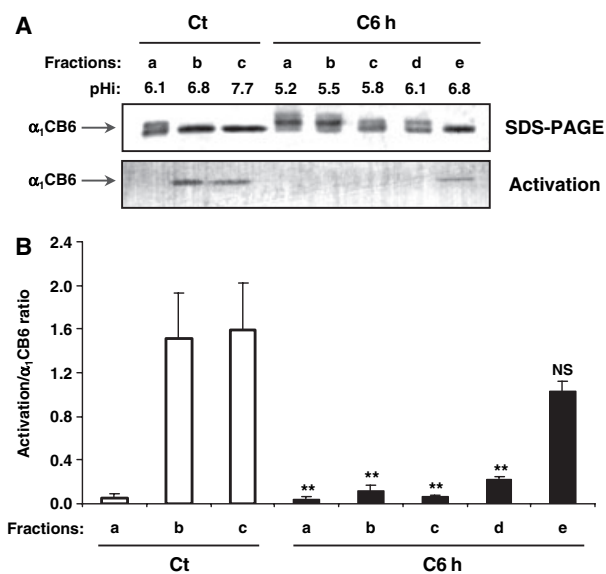 A
Ct C6 h
Fractions: a b c a b c d e
pHi: 6.1 6.8 7.7 5.2 5.5 5.8 6.1 6.8
α₁CB6 SDS-PAGE
α₁CB6 Activation
B
2.4
2.0
1.6
1.2
0.8
0.4
0.0
Activation/α₁CB6 ratio
** ** ** ** NS
Fractions: a b c a b c d e
Ct C6 h